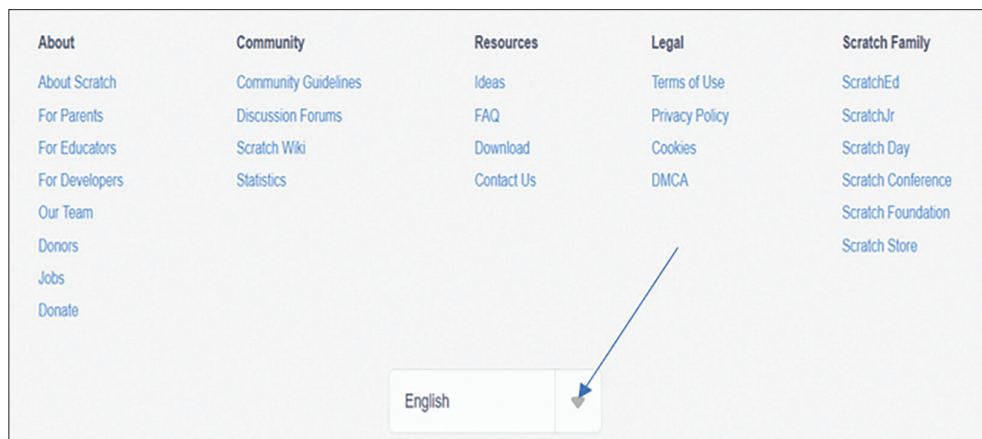 About
About Scratch
For Parents
For Educators
For Developers
Our Team
Donors
Jobs
Donate
Community
Community Guidelines
Discussion Forums
Scratch Wiki
Statistics
Resources
Ideas
FAQ
Download
Contact Us
Legal
Terms of Use
Privacy Policy
Cookies
DMCA
Scratch Family
ScratchEd
ScratchJr
Scratch Day
Scratch Conference
Scratch Foundation
Scratch Store
English